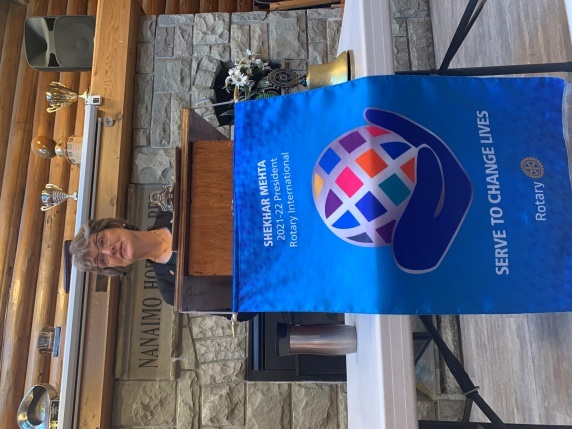 NANAIMO
SHEKHAR MEHTA
2021-22 President
Rotary International
SERVE TO CHANGE LIVES
Rotary